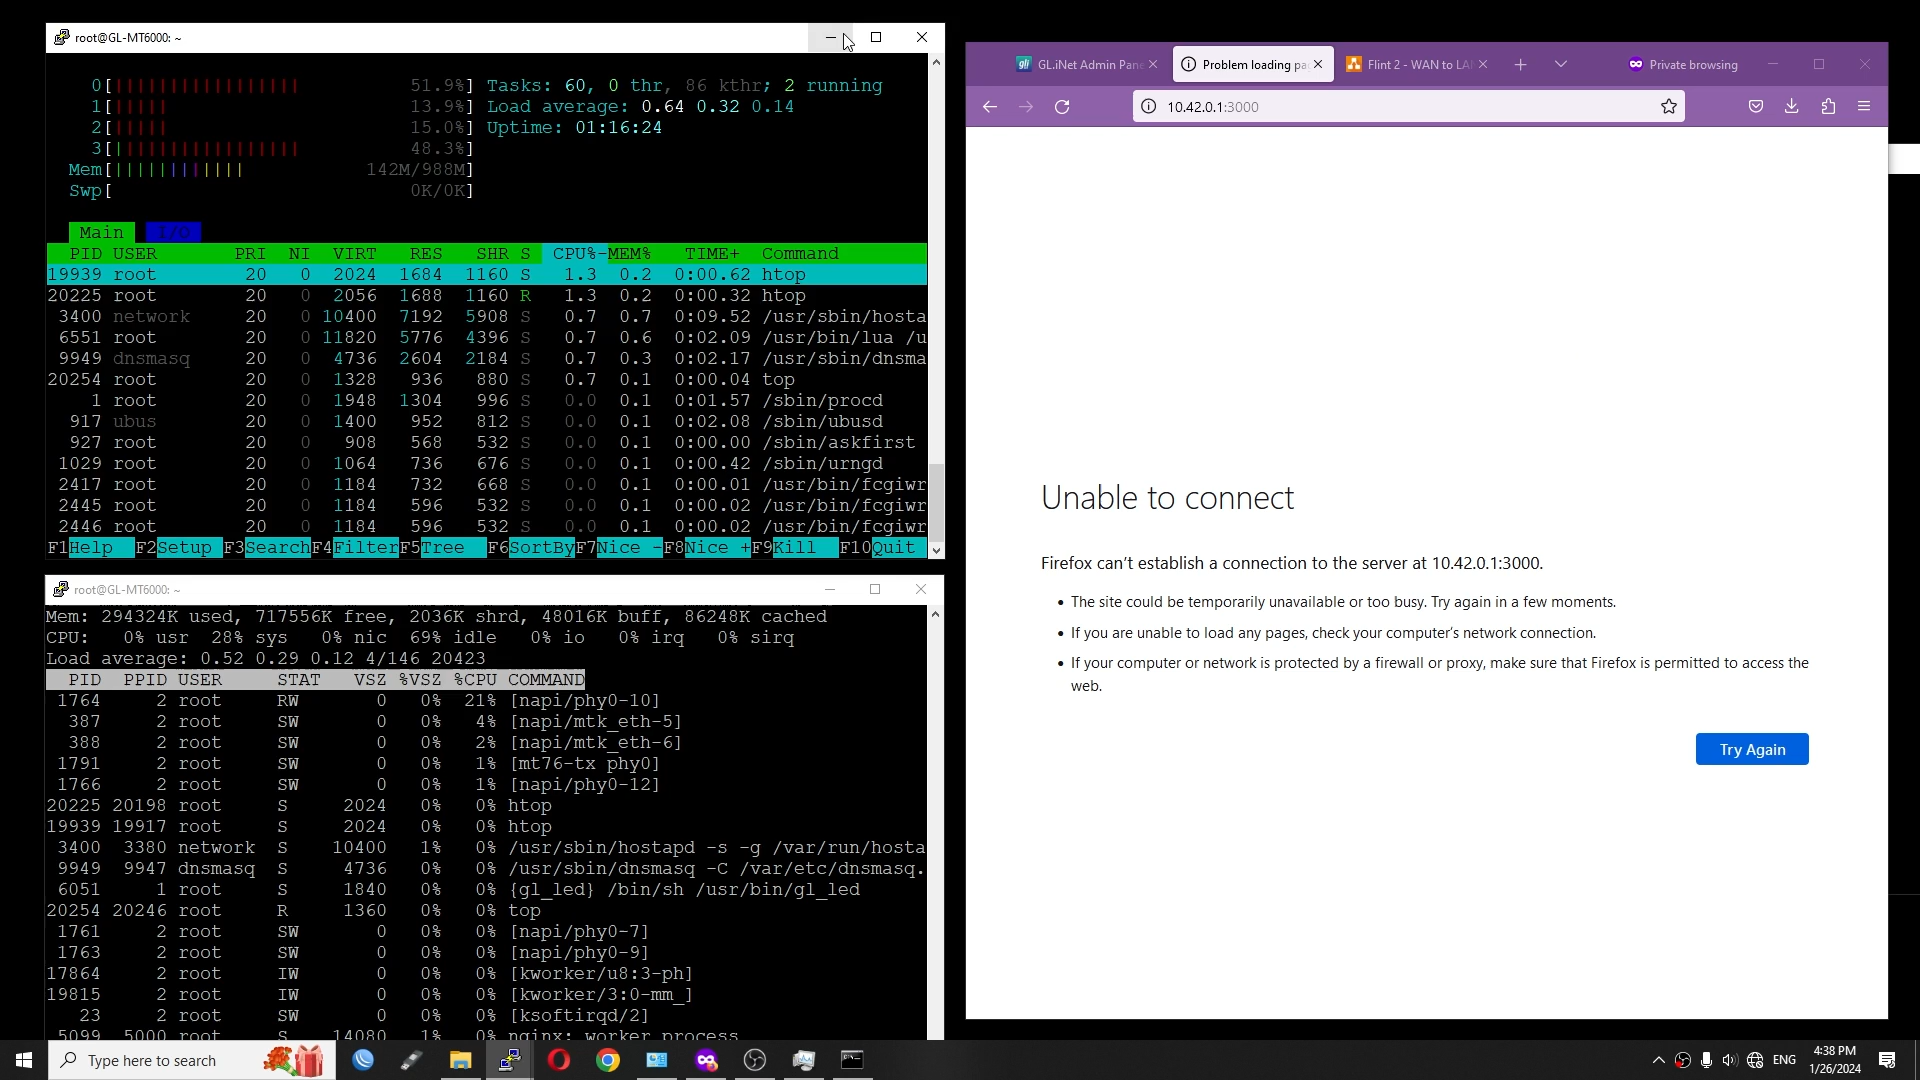 root@GL-MT6000: ~
0[||||||||||||||||| 51.9%] Tasks: 60, 0 thr, 86 kthr; 2 running
1[||||| 13.9%] Load average: 0.64 0.32 0.14
2[||||| 15.0%] Uptime: 01:16:24
3[||||||||||||||||| 48.3%]
Mem[|||||||||||| 142M/988M]
Swp[ 0K/0K]
Main I/O
PID USER PRI NI VIRT RES SHR S CPU%-MEM% TIME+ Command
19939 root 20 0 2024 1684 1160 S 1.3 0.2 0:00.62 htop
20225 root 20 0 2056 1688 1160 R 1.3 0.2 0:00.32 htop
3400 network 20 0 10400 7192 5908 S 0.7 0.7 0:09.52 /usr/sbin/hosta
6551 root 20 0 11820 5776 4396 S 0.7 0.6 0:02.09 /usr/bin/lua /u
9949 dnsmasq 20 0 4736 2604 2184 S 0.7 0.3 0:02.17 /usr/sbin/dnsma
20254 root 20 0 1328 936 880 S 0.7 0.1 0:00.04 top
1 root 20 0 1948 1304 996 S 0.0 0.1 0:01.57 /sbin/procd
917 ubus 20 0 1400 952 812 S 0.0 0.1 0:02.08 /sbin/ubusd
927 root 20 0 908 568 532 S 0.0 0.1 0:00.00 /sbin/askfirst
1029 root 20 0 1064 736 676 S 0.0 0.1 0:00.42 /sbin/urngd
2417 root 20 0 1184 732 668 S 0.0 0.1 0:00.01 /usr/bin/fcgiwr
2445 root 20 0 1184 596 532 S 0.0 0.1 0:00.02 /usr/bin/fcgiwr
2446 root 20 0 1184 596 532 S 0.0 0.1 0:00.02 /usr/bin/fcgiwr
F1Help F2Setup F3SearchF4FilterF5Tree F6SortByF7Nice -F8Nice +F9Kill F10Quit
root@GL-MT6000: ~
Mem: 294324K used, 717556K free, 2036K shrd, 48016K buff, 86248K cached
CPU: 0% usr 28% sys 0% nic 69% idle 0% io 0% irq 0% sirq
Load average: 0.52 0.29 0.12 4/146 20423
PID PPID USER STAT VSZ %VSZ %CPU COMMAND
1764 2 root RW 0 0% 21% [napi/phy0-10]
387 2 root SW 0 0% 4% [napi/mtk_eth-5]
388 2 root SW 0 0% 2% [napi/mtk_eth-6]
1791 2 root SW 0 0% 1% [mt76-tx phy0]
1766 2 root SW 0 0% 1% [napi/phy0-12]
20225 20198 root S 2024 0% 0% htop
19939 19917 root S 2024 0% 0% htop
3400 3380 network S 10400 1% 0% /usr/sbin/hostapd -s -g /var/run/hosta
9949 9947 dnsmasq S 4736 0% 0% /usr/sbin/dnsmasq -C /var/etc/dnsmasq.
6051 1 root S 1840 0% 0% {gl_led} /bin/sh /usr/bin/gl_led
20254 20246 root R 1360 0% 0% top
1761 2 root SW 0 0% 0% [napi/phy0-7]
1763 2 root SW 0 0% 0% [napi/phy0-9]
17864 2 root IW 0 0% 0% [kworker/u8:3-ph]
19815 2 root IW 0 0% 0% [kworker/3:0-mm_]
23 2 root SW 0 0% 0% [ksoftirqd/2]
5099 5000 root S 14080 1% 0% nginx: worker process
gli GL.iNet Admin Pane Problem loading pa Flint 2 - WAN to LA Private browsing
10.42.0.1:3000
Unable to connect
Firefox can’t establish a connection to the server at 10.42.0.1:3000.
• The site could be temporarily unavailable or too busy. Try again in a few moments.
• If you are unable to load any pages, check your computer’s network connection.
• If your computer or network is protected by a firewall or proxy, make sure that Firefox is permitted to access the
web.
Try Again
Type here to search
ENG
4:38 PM
1/26/2024